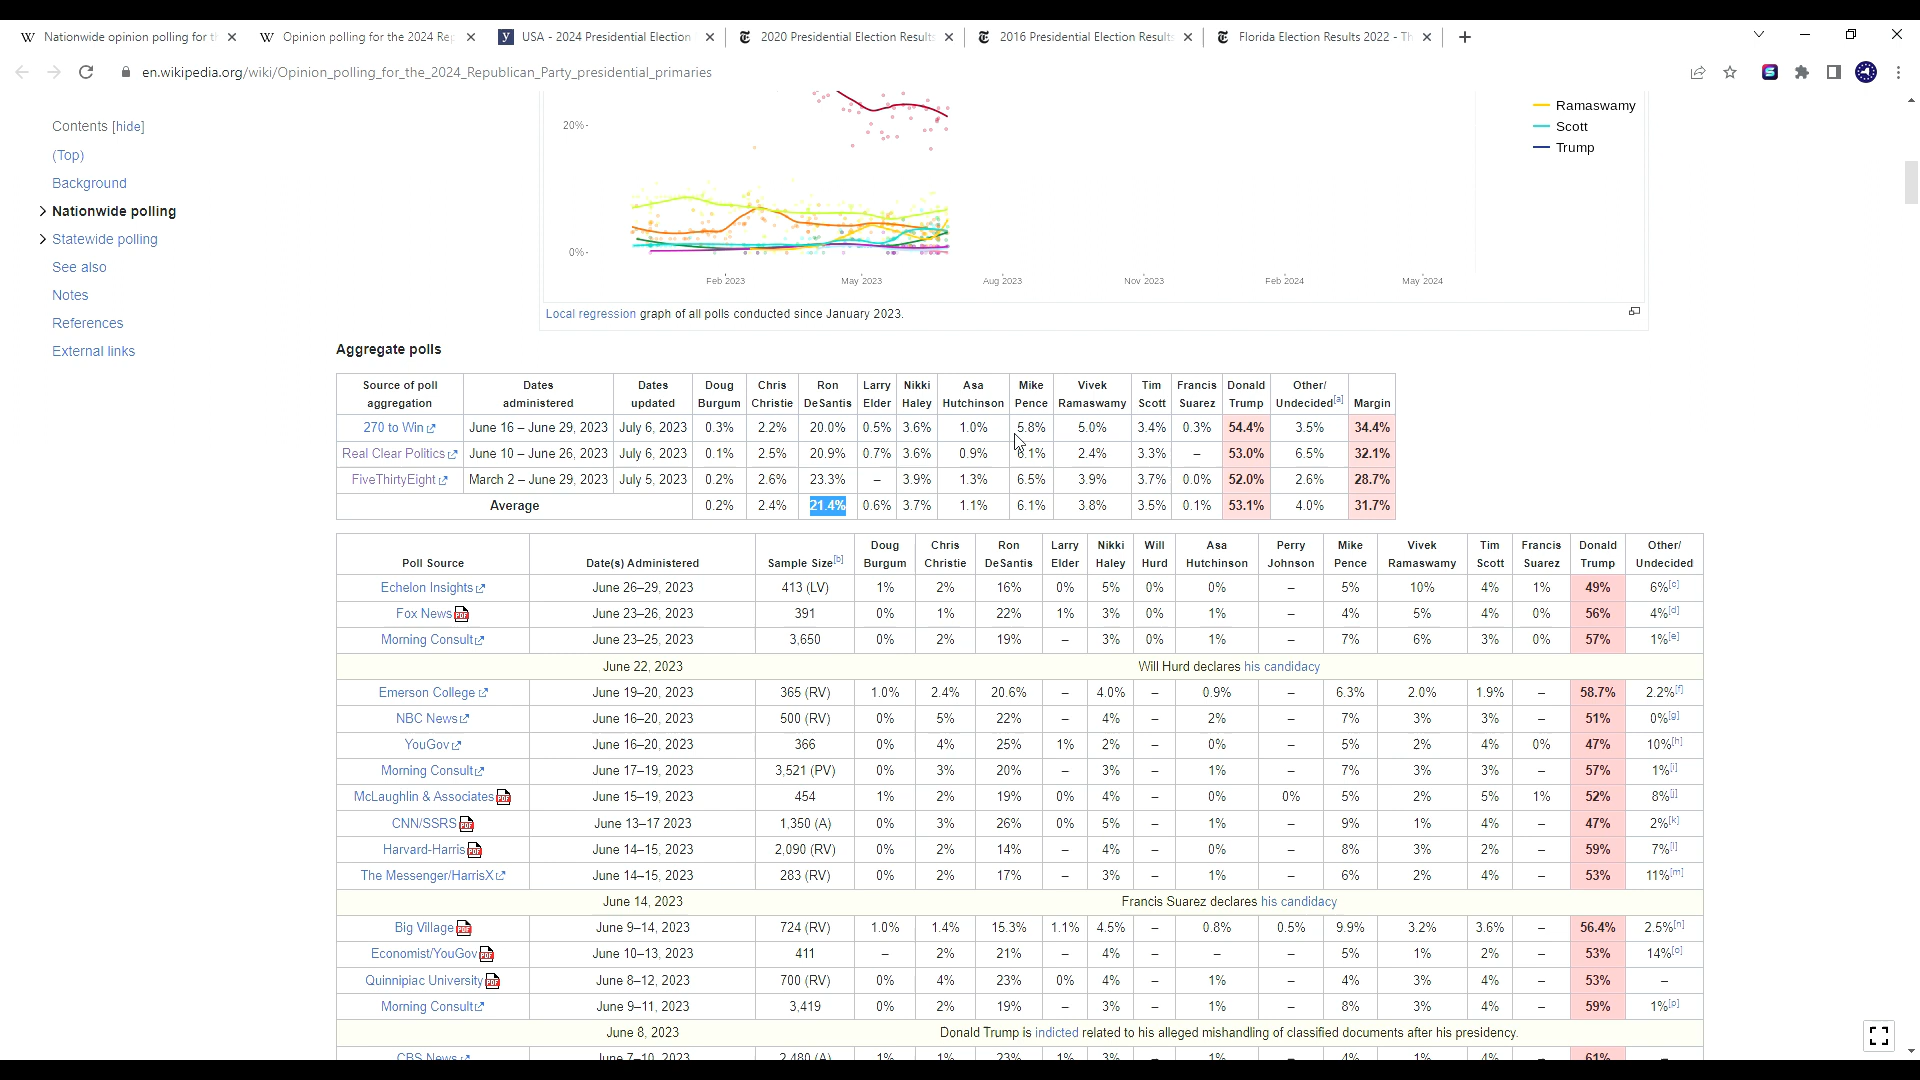 Nationwide opinion polling for th
Opinion polling for the 2024 Rep
USA - 2024 Presidential Election
2020 Presidential Election Results
2016 Presidential Election Results
Florida Election Results 2022 - Th
en.wikipedia.org/wiki/Opinion_polling_for_the_2024_Republican_Party_presidential_primaries
Contents [hide]
(Top)
Background
Nationwide polling
Statewide polling
See also
Notes
References
External links
20%
0%
Feb 2023 May 2023 Aug 2023 Nov 2023 Feb 2024 May 2024
Ramaswamy
Scott
Trump
Local regression graph of all polls conducted since January 2023.
Aggregate polls
Source of poll aggregation Dates administered Dates updated Doug Burgum Chris Christie Ron DeSantis Larry Elder Nikki Haley Asa Hutchinson Mike Pence Vivek Ramaswamy Tim Scott Francis Suarez Donald Trump Other/ Undecided[a] Margin
270 to Win June 16 – June 29, 2023 July 6, 2023 0.3% 2.2% 20.0% 0.5% 3.6% 1.0% 5.8% 5.0% 3.4% 0.3% 54.4% 3.5% 34.4%
Real Clear Politics June 10 – June 26, 2023 July 6, 2023 0.1% 2.5% 20.9% 0.7% 3.6% 0.9% 6.1% 2.4% 3.3% – 53.0% 6.5% 32.1%
FiveThirtyEight March 2 – June 29, 2023 July 5, 2023 0.2% 2.6% 23.3% – 3.9% 1.3% 6.5% 3.9% 3.7% 0.0% 52.0% 2.6% 28.7%
Average 0.2% 2.4% 21.4% 0.6% 3.7% 1.1% 6.1% 3.8% 3.5% 0.1% 53.1% 4.0% 31.7%
Poll Source Date(s) Administered Sample Size[b] Doug Burgum Chris Christie Ron DeSantis Larry Elder Nikki Haley Will Hurd Asa Hutchinson Perry Johnson Mike Pence Vivek Ramaswamy Tim Scott Francis Suarez Donald Trump Other/ Undecided
Echelon Insights June 26–29, 2023 413 (LV) 1% 2% 16% 0% 5% 0% 0% – 5% 10% 4% 1% 49% 6%[c]
Fox News June 23–26, 2023 391 0% 1% 22% 1% 3% 0% 1% – 4% 5% 4% 0% 56% 4%[d]
Morning Consult June 23–25, 2023 3,650 0% 2% 19% – 3% 0% 1% – 7% 6% 3% 0% 57% 1%[e]
June 22, 2023 Will Hurd declares his candidacy
Emerson College June 19–20, 2023 365 (RV) 1.0% 2.4% 20.6% – 4.0% – 0.9% – 6.3% 2.0% 1.9% – 58.7% 2.2%[f]
NBC News June 16–20, 2023 500 (RV) 0% 5% 22% – 4% – 2% – 7% 3% 3% – 51% 0%[g]
YouGov June 16–20, 2023 366 0% 4% 25% 1% 2% – 0% – 5% 2% 4% 0% 47% 10%[h]
Morning Consult June 17–19, 2023 3,521 (PV) 0% 3% 20% – 3% – 1% – 7% 3% 3% – 57% 1%[i]
McLaughlin & Associates June 15–19, 2023 454 1% 2% 19% 0% 4% – 0% 0% 5% 2% 5% 1% 52% 8%[j]
CNN/SSRS June 13–17 2023 1,350 (A) 0% 3% 26% 0% 5% – 1% – 9% 1% 4% – 47% 2%[k]
Harvard-Harris June 14–15, 2023 2,090 (RV) 0% 2% 14% – 4% – 0% – 8% 3% 2% – 59% 7%[l]
The Messenger/HarrisX June 14–15, 2023 283 (RV) 0% 2% 17% – 3% – 1% – 6% 2% 4% – 53% 11%[m]
June 14, 2023 Francis Suarez declares his candidacy
Big Village June 9–14, 2023 724 (RV) 1.0% 1.4% 15.3% 1.1% 4.5% – 0.8% 0.5% 9.9% 3.2% 3.6% – 56.4% 2.5%[n]
Economist/YouGov June 10–13, 2023 411 – 2% 21% – 4% – – – 5% 1% 2% – 53% 14%[o]
Quinnipiac University June 8–12, 2023 700 (RV) 0% 4% 23% 0% 4% – 1% – 4% 3% 4% – 53% –
Morning Consult June 9–11, 2023 3,419 0% 2% 19% – 3% – 1% – 8% 3% 4% – 59% 1%[p]
June 8, 2023 Donald Trump is indicted related to his alleged mishandling of classified documents after his presidency.
CBS News June 7–10, 2023 2,480 (A) 1% 1% 23% 1% 3% – 1% – 4% 1% 4% – 61% –